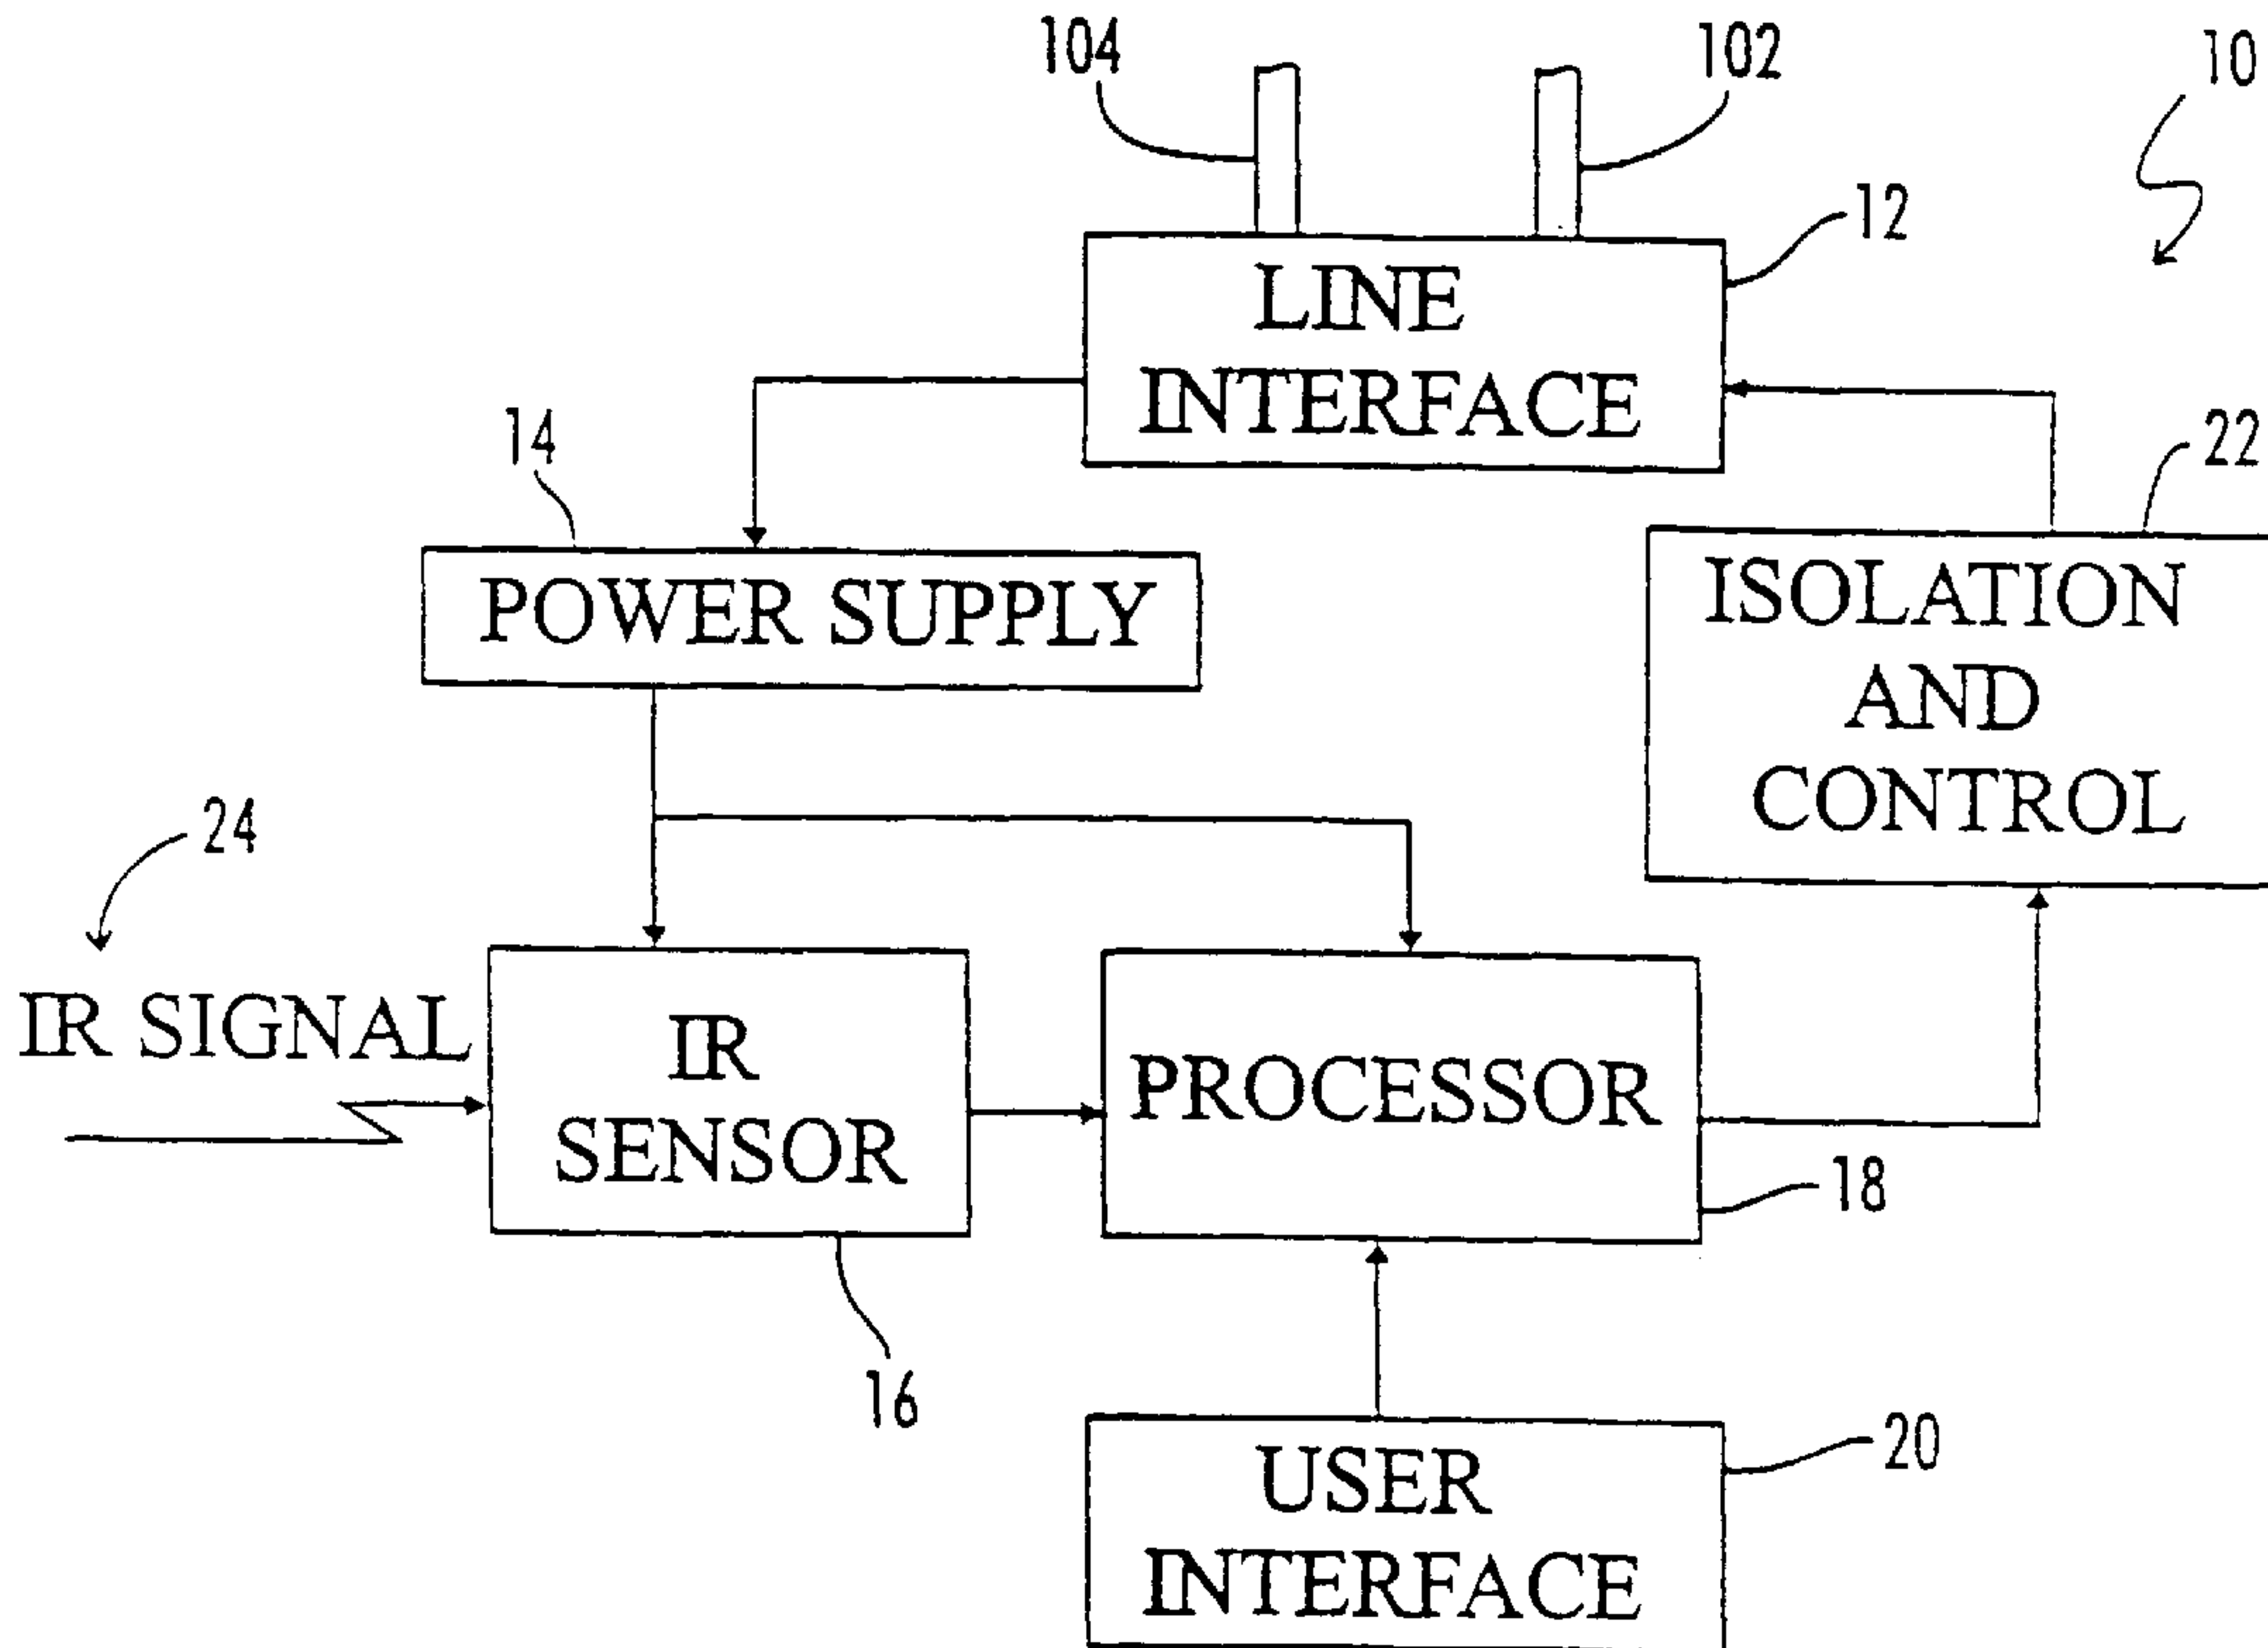 104
102
10
12
LINE
INTERFACE
14
22
POWER SUPPLY
ISOLATION
AND
CONTROL
24
IR SIGNAL
IR
SENSOR
PROCESSOR
18
16
20
USER
INTERFACE